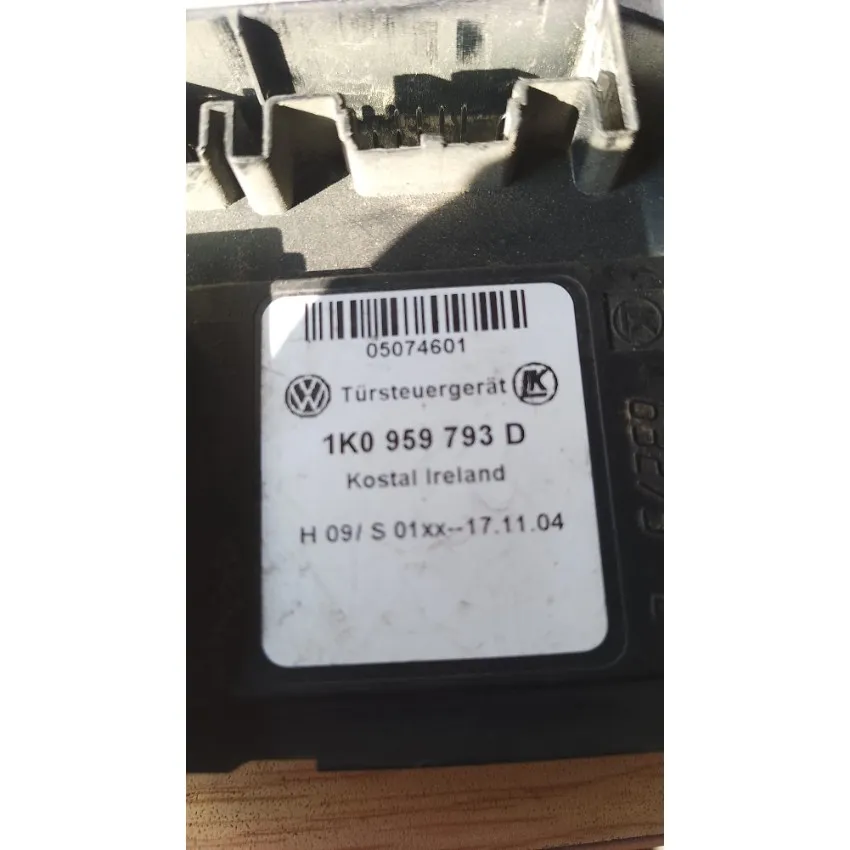 05074601
Türsteuergerät
1K0 959 793 D
Kostal Ireland
H 09/ S 01xx--17.11.04